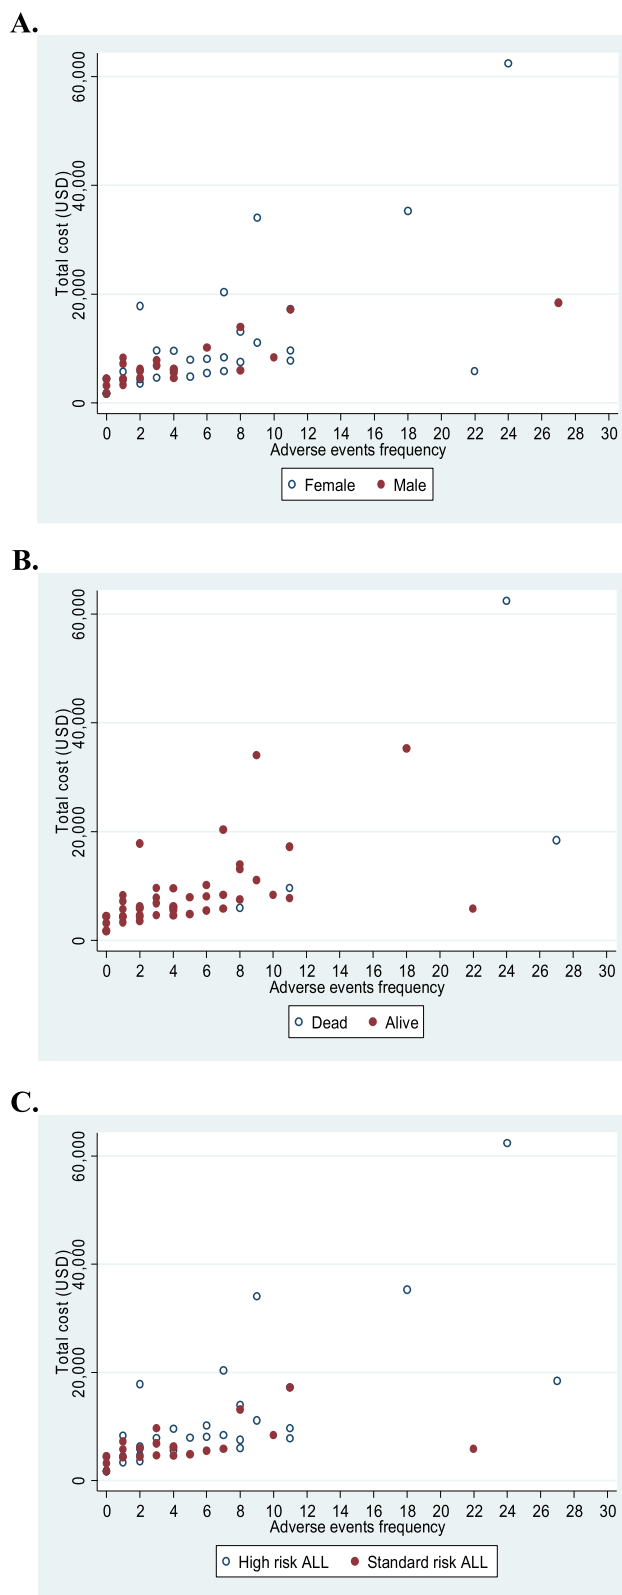 A.
60,000
40,000
20,000
0
Total cost (USD)
0 2 4 6 8 10 12 14 16 18 20 22 24 26 28 30
Adverse events frequency
Female Male
B.
60,000
40,000
20,000
0
Total cost (USD)
0 2 4 6 8 10 12 14 16 18 20 22 24 26 28 30
Adverse events frequency
Dead Alive
C.
60,000
40,000
20,000
0
Total cost (USD)
0 2 4 6 8 10 12 14 16 18 20 22 24 26 28 30
Adverse events frequency
High risk ALL Standard risk ALL